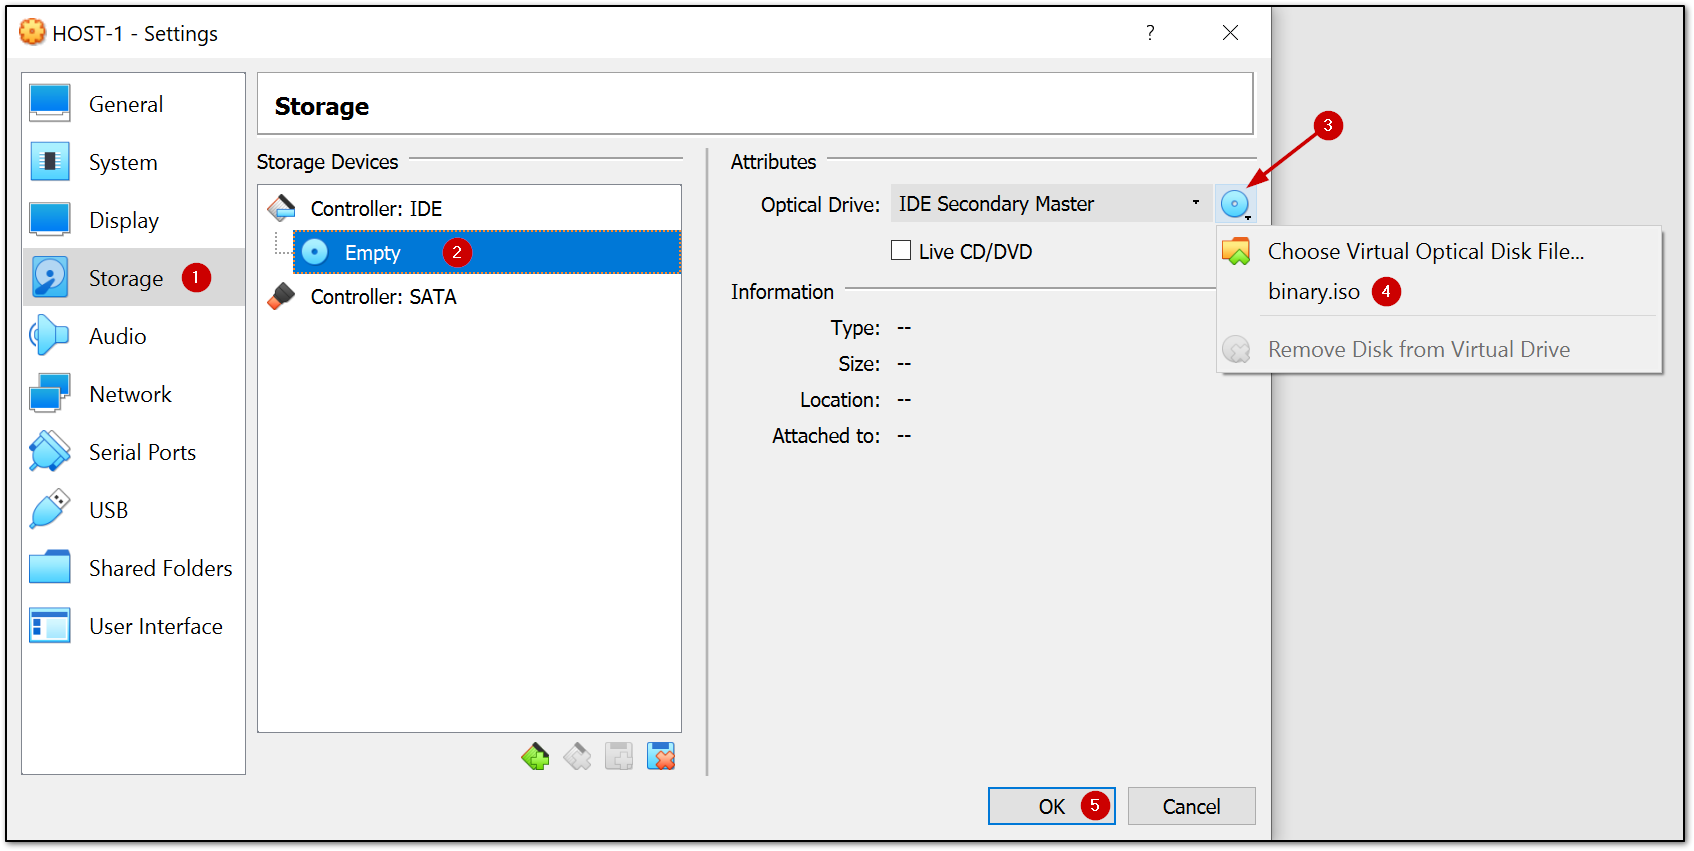 HOST-1 - Settings
?
General
System
Display
Storage 1
Audio
Network
Serial Ports
USB
Shared Folders
User Interface
Storage
Storage Devices
Controller: IDE
Empty 2
Controller: SATA
Attributes
3
Optical Drive: IDE Secondary Master
Live CD/DVD
Information
Type: --
Size: --
Location: --
Attached to: --
Choose Virtual Optical Disk File...
binary.iso 4
Remove Disk from Virtual Drive
OK 5
Cancel